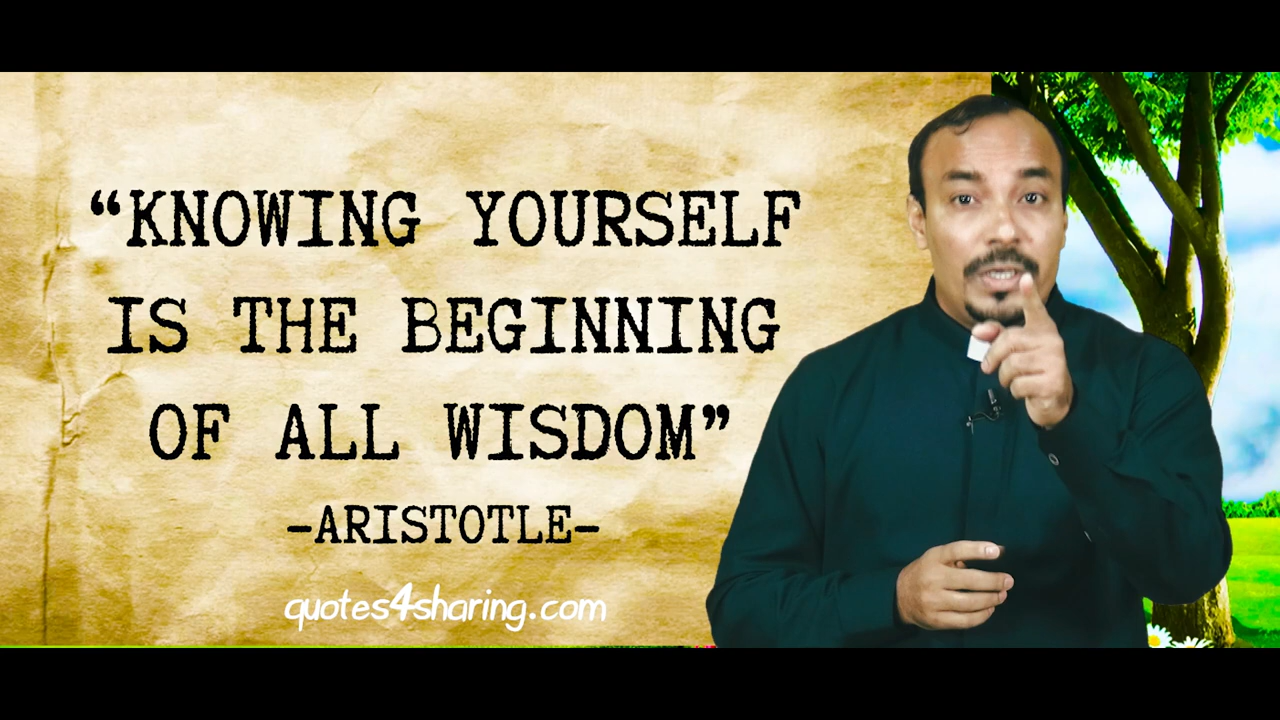 “KNOWING YOURSELF
IS THE BEGINNING
OF ALL WISDOM”
-ARISTOTLE-
quotes4sharing.com